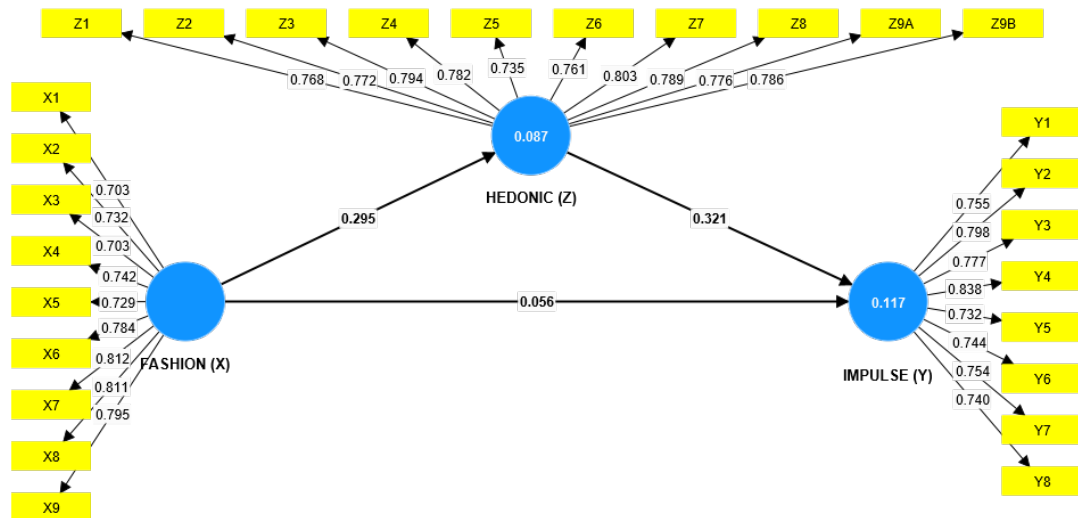 Z1 Z2 Z3 Z4 Z5 Z6 Z7 Z8 Z9A Z9B
0.768 0.772 0.794 0.782 0.735 0.761 0.803 0.789 0.776 0.786
0.087
HEDONIC (Z)
X1
X2
X3
X4
X5
X6
X7
X8
X9
0.703
0.732
0.703
0.742
0.729
0.784
0.812
0.811
0.795
FASHION (X)
0.295
0.321
0.056
0.117
IMPULSE (Y)
0.755
0.798
0.777
0.838
0.732
0.744
0.754
0.740
Y1
Y2
Y3
Y4
Y5
Y6
Y7
Y8